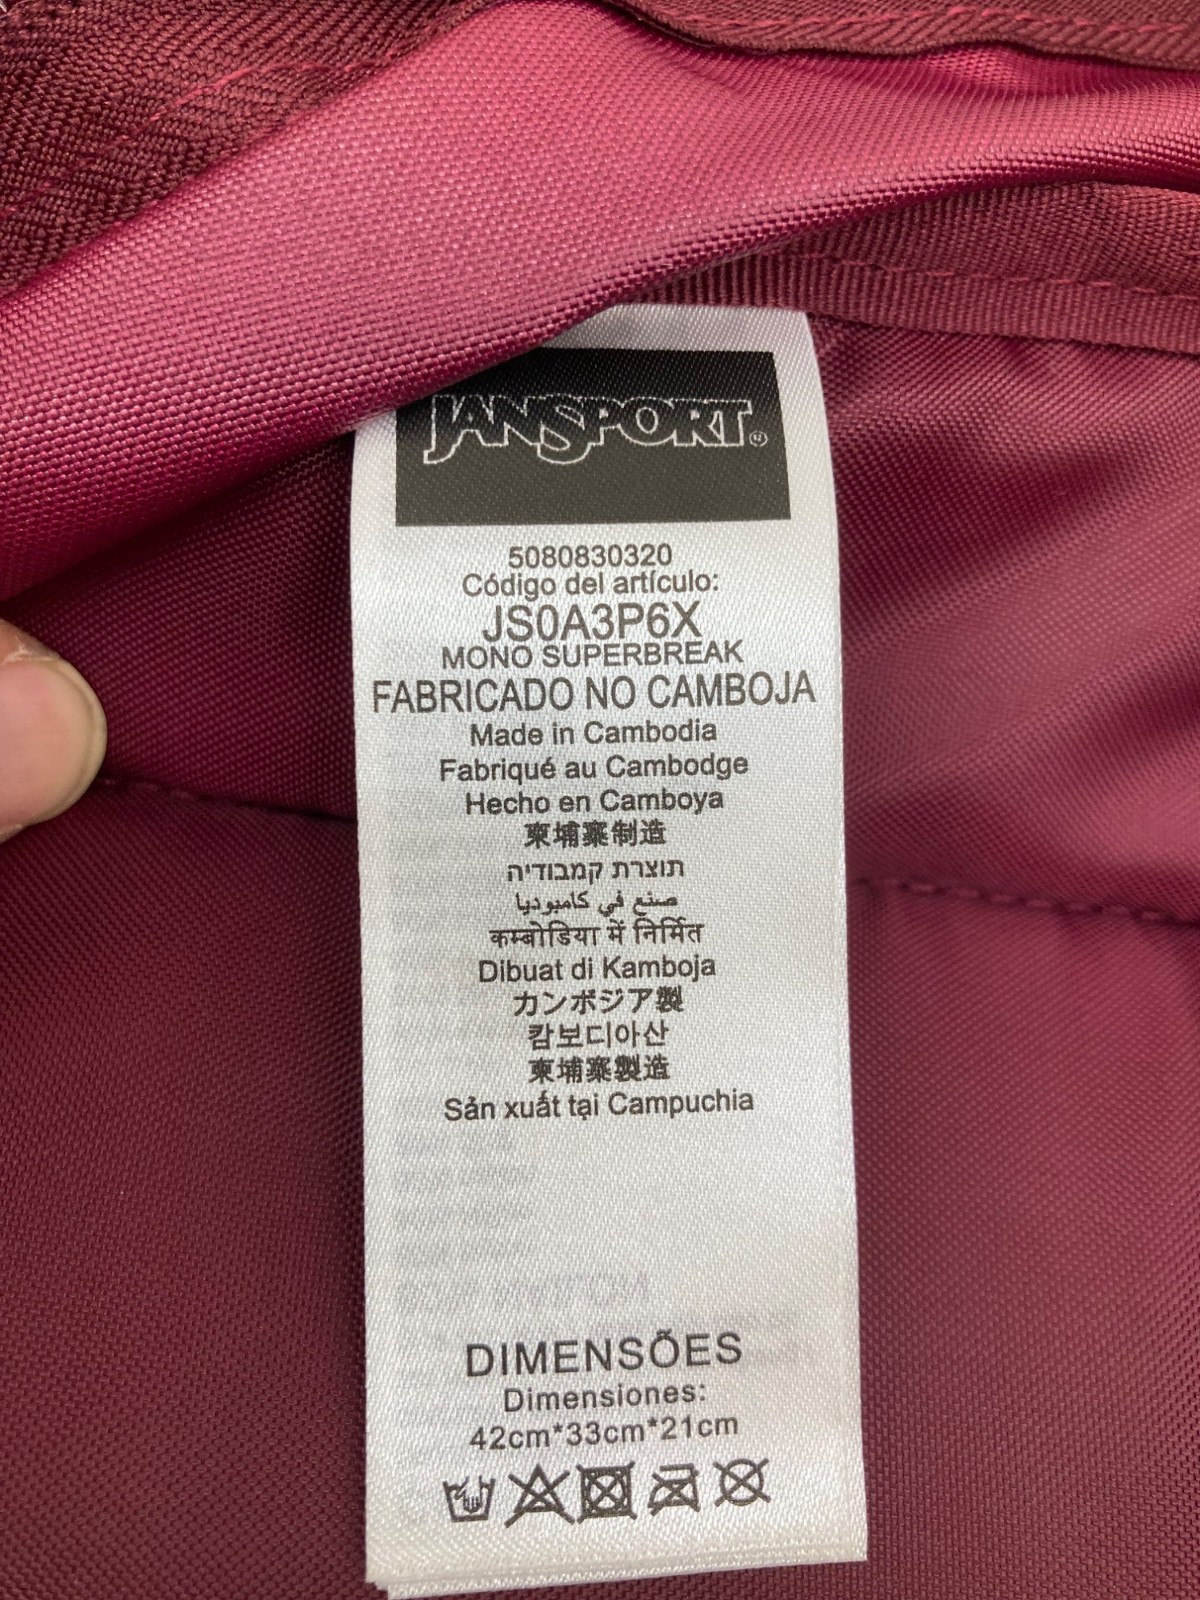 JANSPORT®
5080830320
Código del artículo:
JS0A3P6X
MONO SUPERBREAK
FABRICADO NO CAMBOJA
Made in Cambodia
Fabriqué au Cambodge
Hecho en Camboya
柬埔寨制造
תוצרת קמבודיה
صنع في كامبوديا
कम्बोडिया में निर्मित
Dibuat di Kamboja
カンボジア製
캄보디아산
柬埔寨製造
Sản xuất tại Campuchia
DIMENSÕES
Dimensiones:
42cm*33cm*21cm